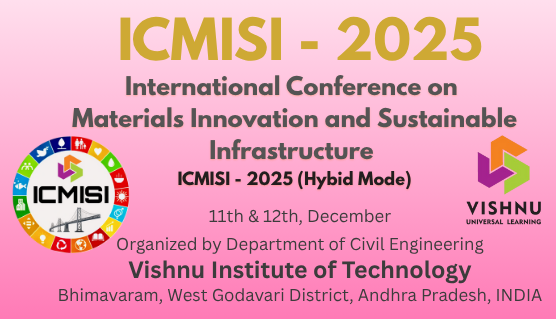 ICMISI - 2025
International Conference on
Materials Innovation and Sustainable
Infrastructure
ICMISI - 2025 (Hybid Mode)
ICMISI
VISHNU
UNIVERSAL LEARNING
11th & 12th, December
Organized by Department of Civil Engineering
Vishnu Institute of Technology
Bhimavaram, West Godavari District, Andhra Pradesh, INDIA